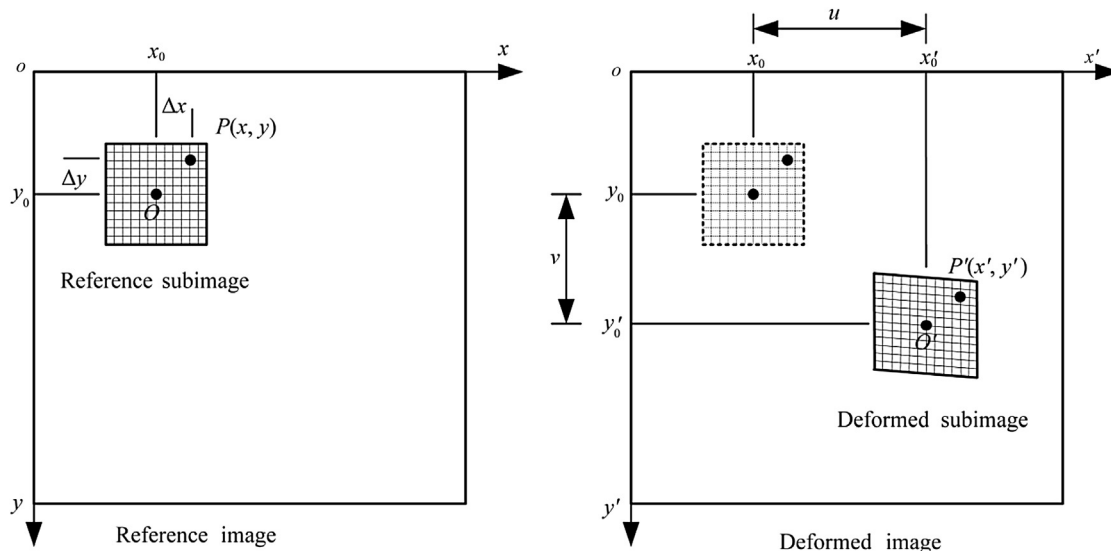 o
x₀
x
Δx
P(x, y)
Δy
y₀
O
Reference subimage
y
Reference image
u
o
x₀
x′₀
x′
y₀
v
P′(x′, y′)
y′₀
O′
Deformed subimage
y′
Deformed image